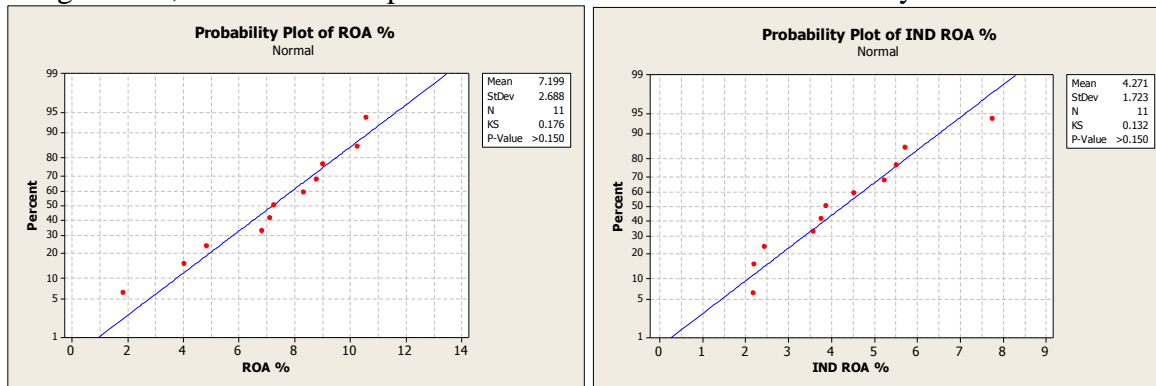 Probability Plot of ROA %
Normal
Mean 7.199
StDev 2.688
N 11
KS 0.176
P-Value >0.150
99
95
90
80
70
60
50
40
30
20
10
5
1
Percent
0 2 4 6 8 10 12 14
ROA %
Probability Plot of IND ROA %
Normal
Mean 4.271
StDev 1.723
N 11
KS 0.132
P-Value >0.150
99
95
90
80
70
60
50
40
30
20
10
5
1
Percent
0 1 2 3 4 5 6 7 8 9
IND ROA %